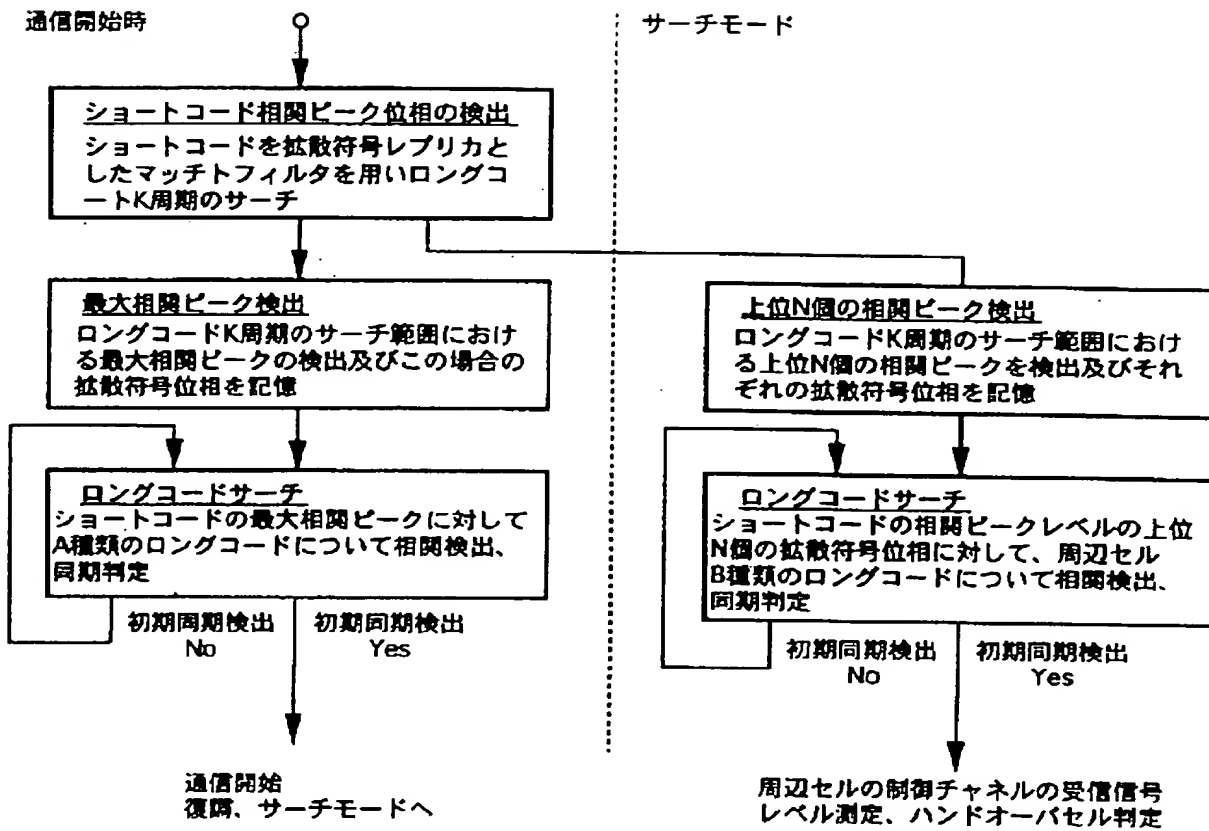 通信開始時
サーチモード
ショートコード相関ピーク位相の検出
ショートコードを拡散符号レプリカと
したマッチトフィルタを用いロングコ
ートK周期のサーチ
最大相関ピーク検出
ロングコードK周期のサーチ範囲におけ
る最大相関ピークの検出及びこの場合の
拡散符号位相を記憶
ロングコードサーチ
ショートコードの最大相関ピークに対して
A種類のロングコードについて相関検出、
同期判定
初期同期検出
No
初期同期検出
Yes
通信開始
復調、サーチモードへ
上位N個の相関ピーク検出
ロングコードK周期のサーチ範囲におけ
る上位N個の相関ピークを検出及びそれ
ぞれの拡散符号位相を記憶
ロングコードサーチ
ショートコードの相関ピークレベルの上位
N個の拡散符号位相に対して、周辺セル
B種類のロングコードについて相関検出、
同期判定
初期同期検出
No
初期同期検出
Yes
周辺セルの制御チャネルの受信信号
レベル測定、ハンドオーバセル判定